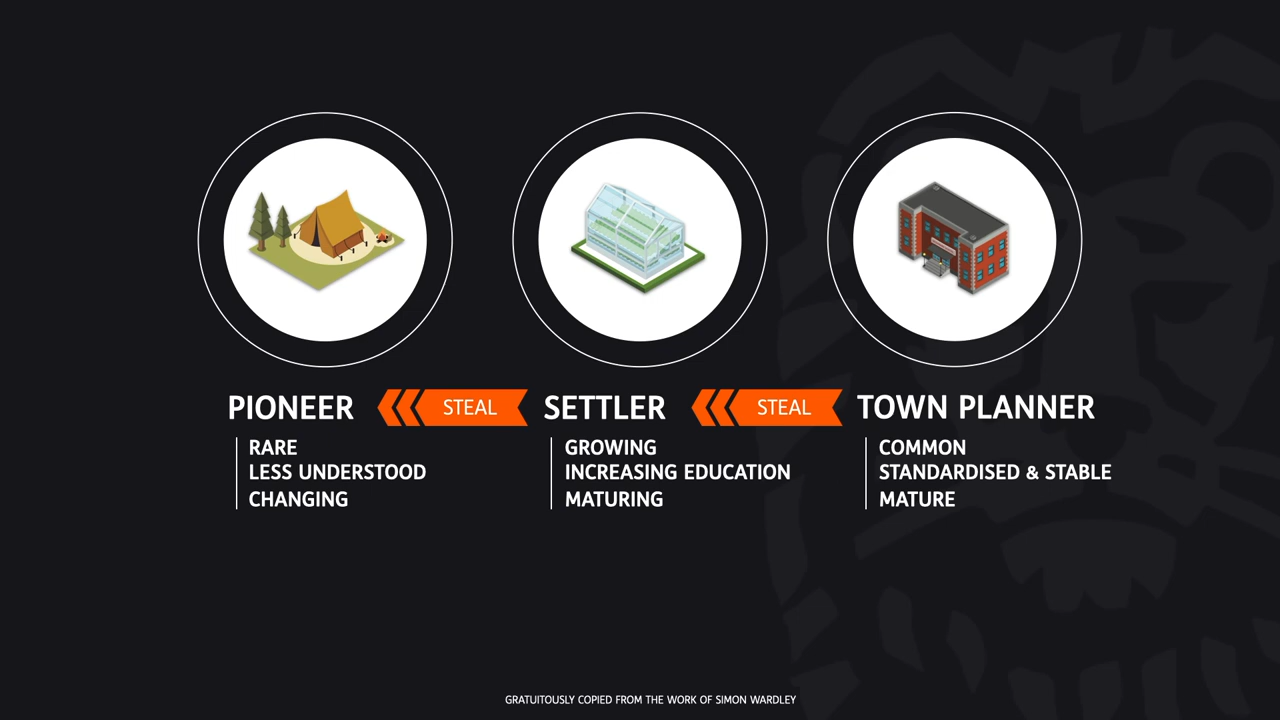 PIONEER
STEAL
SETTLER
STEAL
TOWN PLANNER
RARE
LESS UNDERSTOOD
CHANGING
GROWING
INCREASING EDUCATION
MATURING
COMMON
STANDARDISED & STABLE
MATURE
GRATUITOUSLY COPIED FROM THE WORK OF SIMON WARDLEY